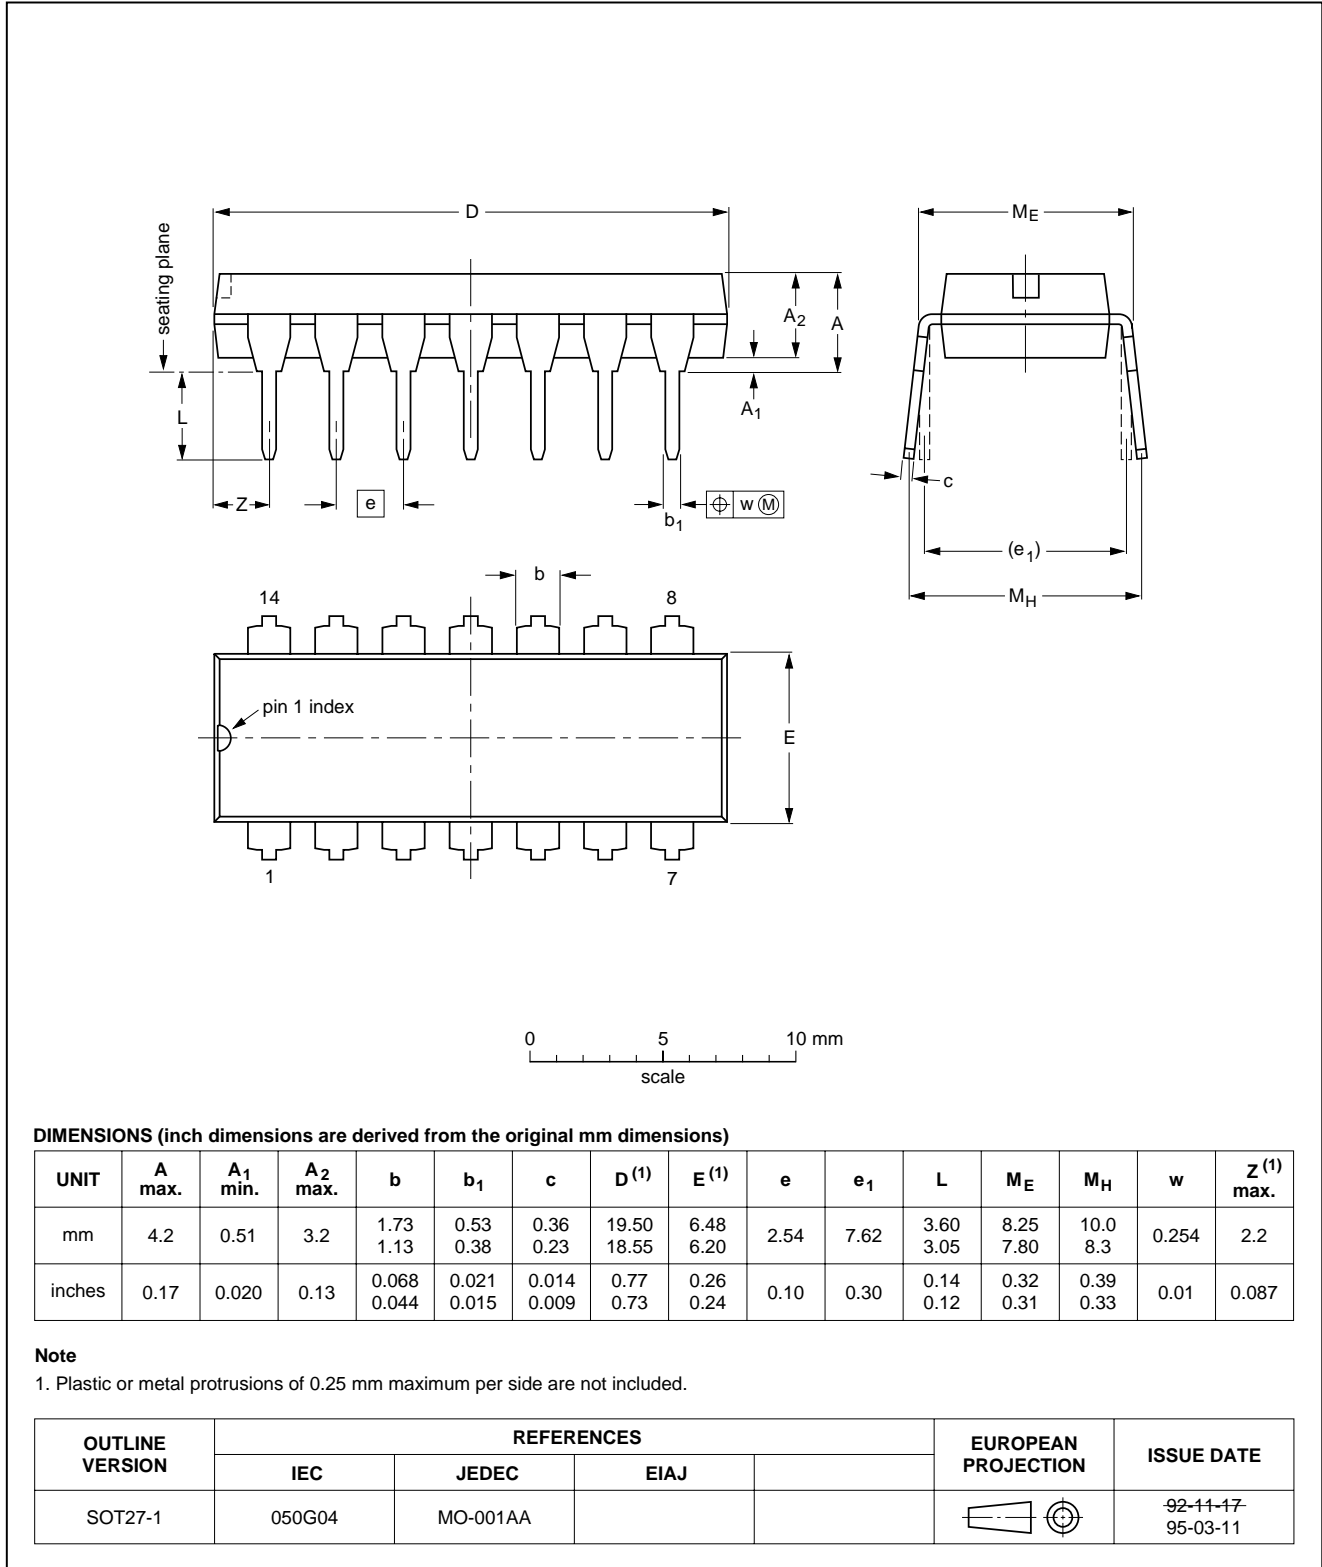 D
ME
seating plane
A2
A
A1
L
Z
e
b1
w M
c
(e1)
MH
b
14
8
pin 1 index
E
1
7
0 5 10 mm
scale
DIMENSIONS (inch dimensions are derived from the original mm dimensions)
UNIT A max. A1 min. A2 max. b b1 c D(1) E(1) e e1 L ME MH w Z(1) max.
mm 4.2 0.51 3.2 1.73 1.13 0.53 0.38 0.36 0.23 19.50 18.55 6.48 6.20 2.54 7.62 3.60 3.05 8.25 7.80 10.0 8.3 0.254 2.2
inches 0.17 0.020 0.13 0.068 0.044 0.021 0.015 0.014 0.009 0.77 0.73 0.26 0.24 0.10 0.30 0.14 0.12 0.32 0.31 0.39 0.33 0.01 0.087
Note
1. Plastic or metal protrusions of 0.25 mm maximum per side are not included.
OUTLINE VERSION REFERENCES EUROPEAN PROJECTION ISSUE DATE
IEC JEDEC EIAJ
SOT27-1 050G04 MO-001AA 92-11-17
95-03-11